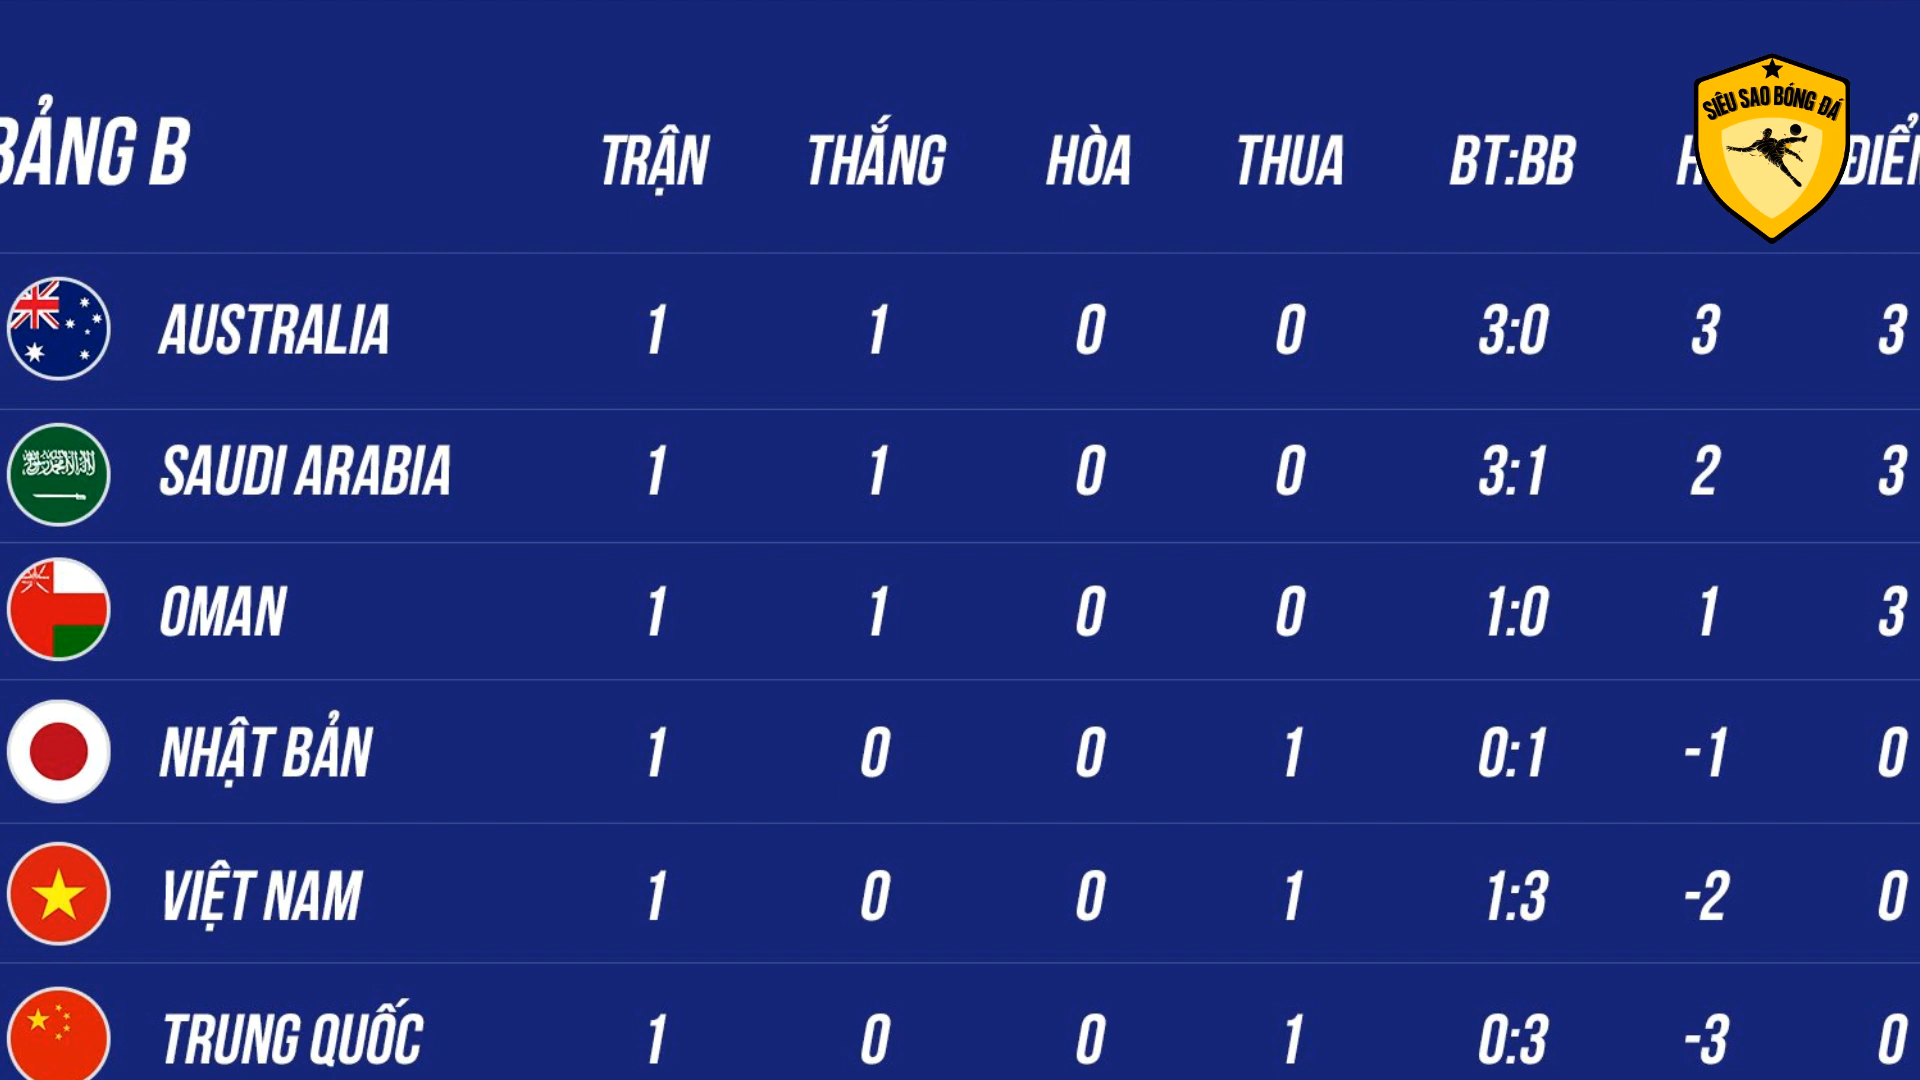 BẢNG B TRẬN THẮNG HÒA THUA BT:BB
SIÊU SAO BÓNG ĐÁ
AUSTRALIA 1 1 0 0 3:0 3 3
SAUDI ARABIA 1 1 0 0 3:1 2 3
OMAN 1 1 0 0 1:0 1 3
NHẬT BẢN 1 0 0 1 0:1 -1 0
VIỆT NAM 1 0 0 1 1:3 -2 0
TRUNG QUỐC 1 0 0 1 0:3 -3 0